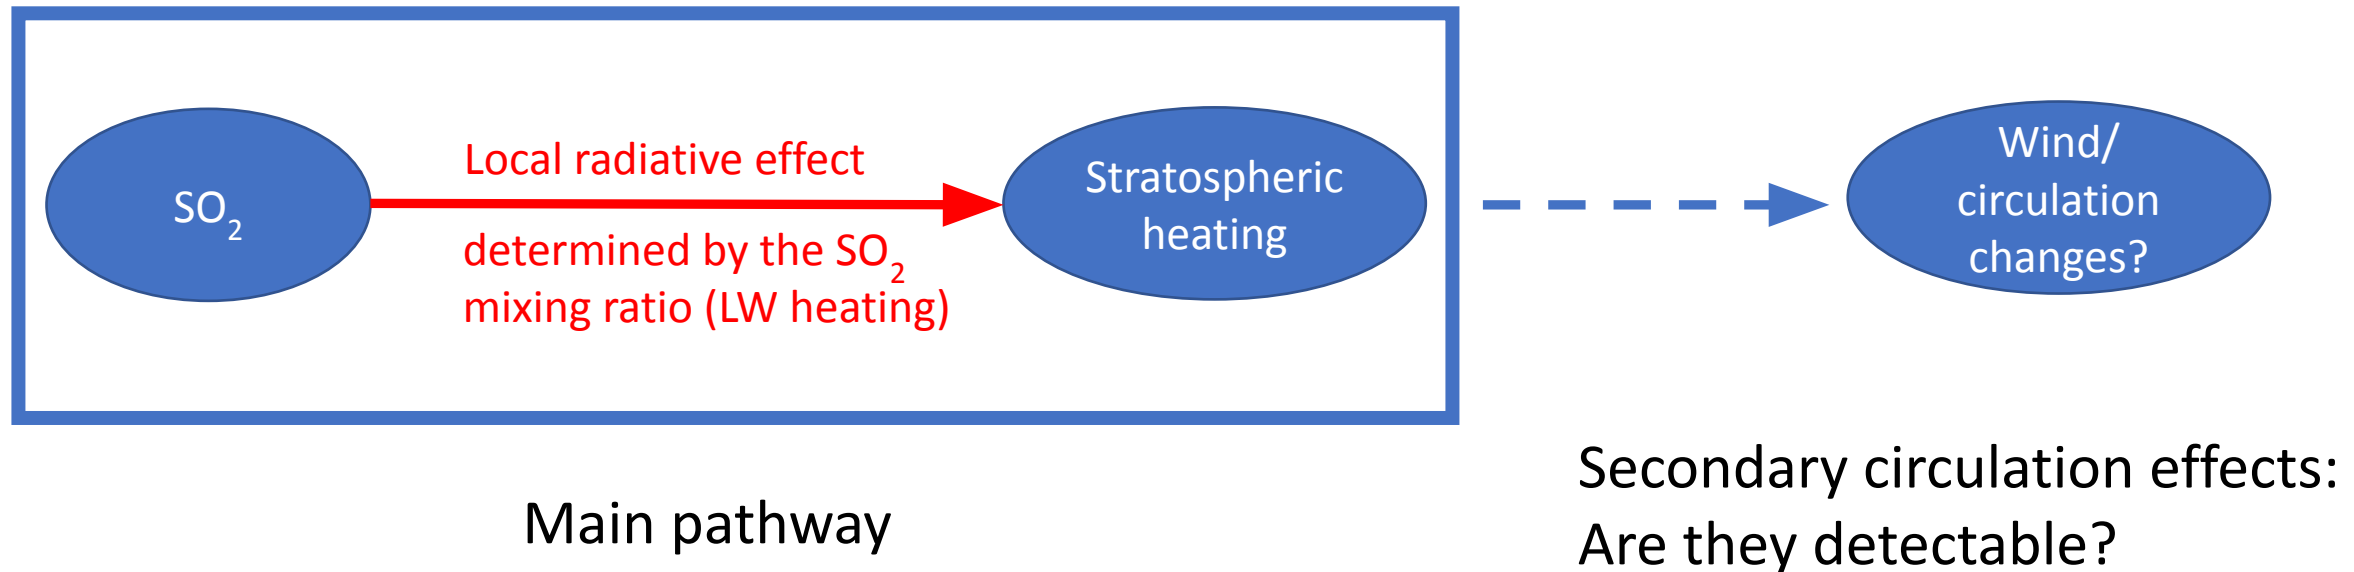 SO₂
Local radiative effect
determined by the SO₂
mixing ratio (LW heating)
Stratospheric
heating
Wind/
circulation
changes?
Main pathway
Secondary circulation effects:
Are they detectable?